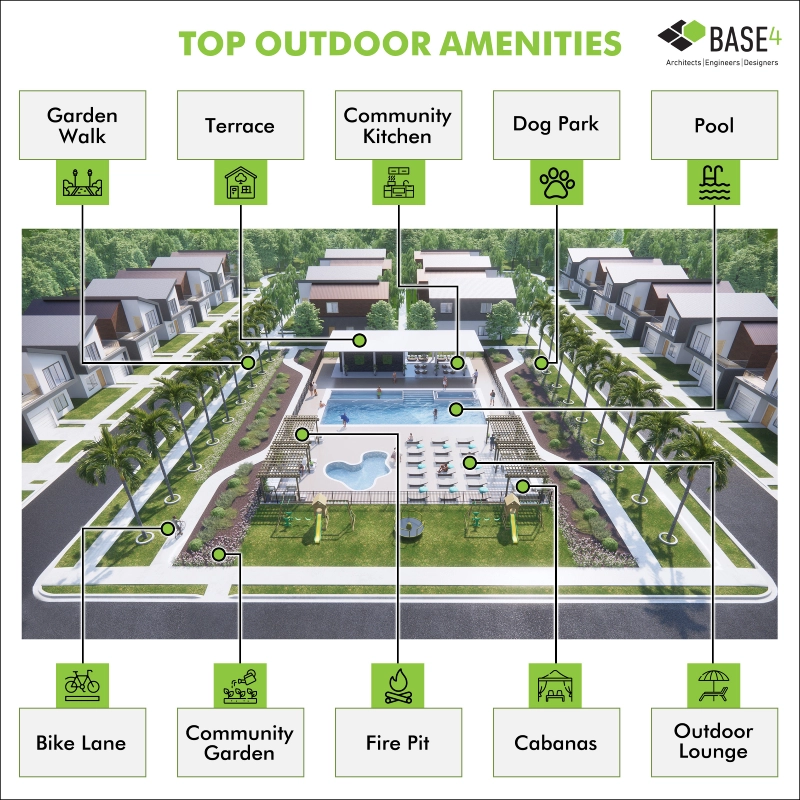 TOP OUTDOOR AMENITIES
BASE4
Architects|Engineers|Designers
Garden
Walk
Terrace
Community
Kitchen
Dog Park
Pool
Bike Lane
Community
Garden
Fire Pit
Cabanas
Outdoor
Lounge